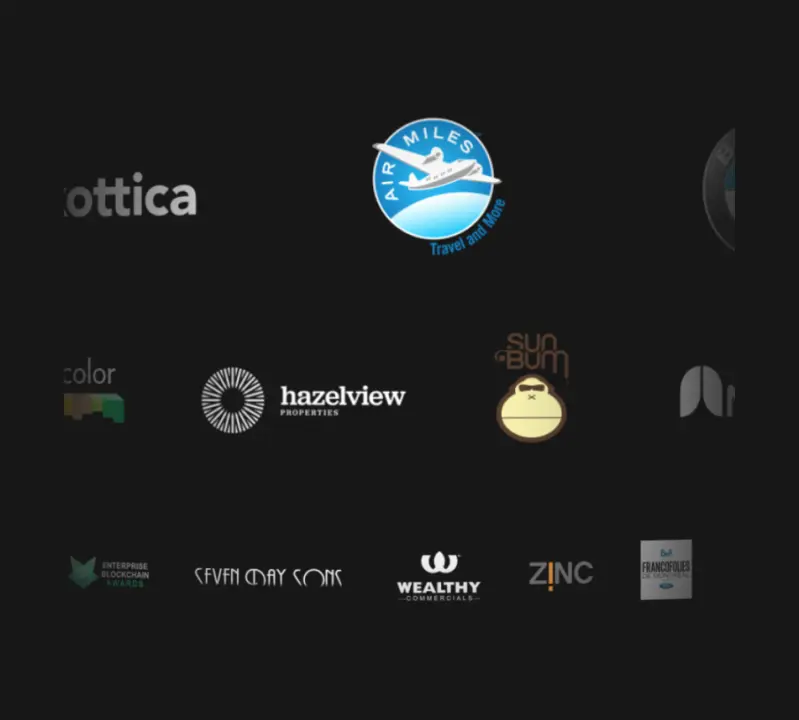 ottica
AIR MILES
Travel and More
B
color
hazelview
PROPERTIES
SUN
BUM
ENTERPRISE
BLOCKCHAIN
AWARDS
SEVEN DAY SONS
WEALTHY
COMMERCIALS
Z!NC
FRANCOFOLIES
DE MONTRÉAL